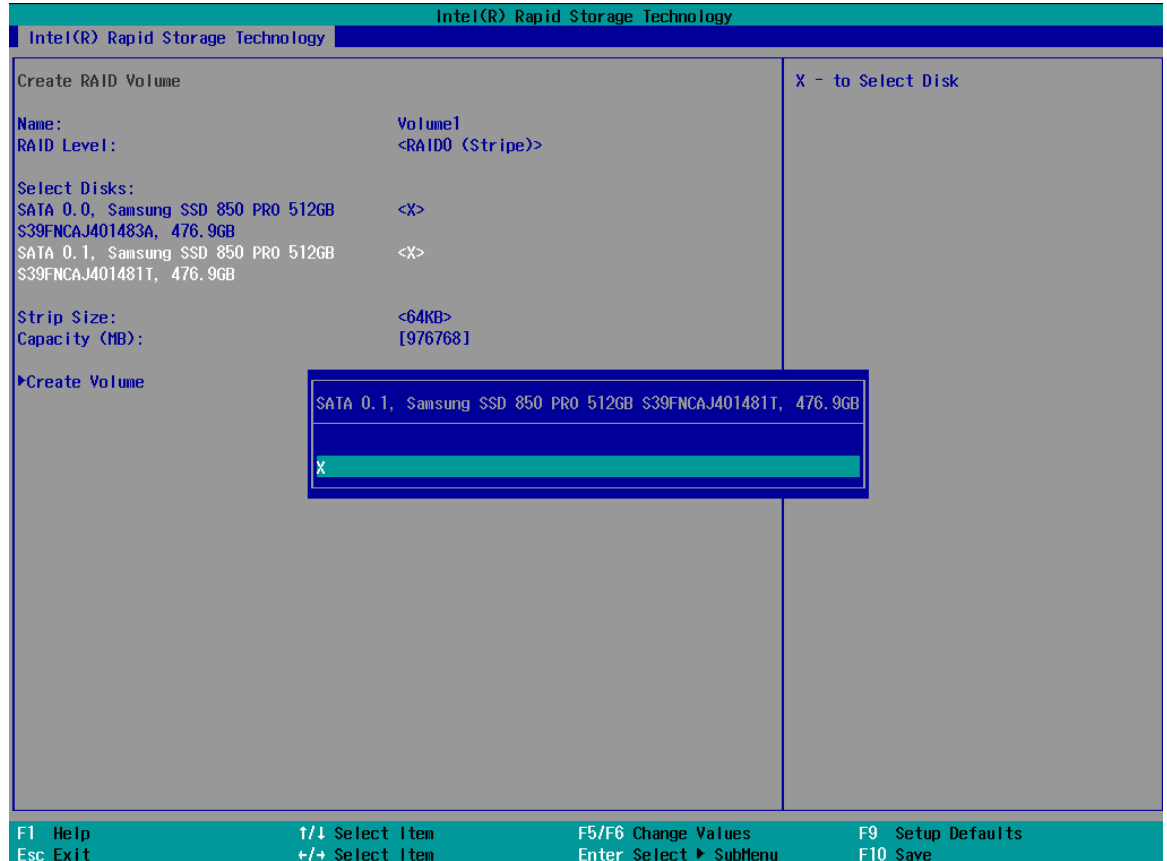 Intel(R) Rapid Storage Technology
Intel(R) Rapid Storage Technology
Create RAID Volume
X - to Select Disk
Name: Volume1
RAID Level: <RAID0 (Stripe)>
Select Disks:
SATA 0.0, Samsung SSD 850 PRO 512GB <X>
S39FNCAJ401483A, 476.9GB
SATA 0.1, Samsung SSD 850 PRO 512GB <X>
S39FNCAJ401481T, 476.9GB
Strip Size: <64KB>
Capacity (MB): [976768]
▶Create Volume
SATA 0.1, Samsung SSD 850 PRO 512GB S39FNCAJ401481T, 476.9GB
X
F1 Help ↑/↓ Select Item F5/F6 Change Values F9 Setup Defaults
Esc Exit ←/→ Select Item Enter Select ▶ SubMenu F10 Save